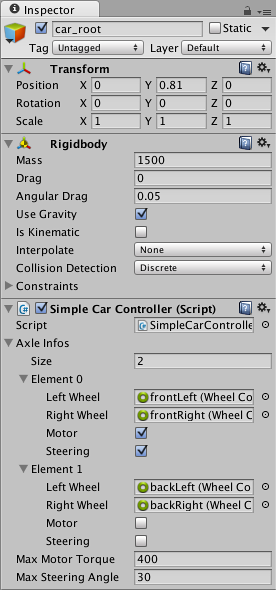 Inspector
car_root Static
Tag Untagged Layer Default
Transform
Position X 0 Y 0.81 Z 0
Rotation X 0 Y 0 Z 0
Scale X 1 Y 1 Z 1
Rigidbody
Mass 1500
Drag 0
Angular Drag 0.05
Use Gravity
Is Kinematic
Interpolate None
Collision Detection Discrete
Constraints
Simple Car Controller (Script)
Script SimpleCarControlle
Axle Infos
Size 2
Element 0
Left Wheel frontLeft (Wheel Co
Right Wheel frontRight (Wheel C
Motor
Steering
Element 1
Left Wheel backLeft (Wheel Co
Right Wheel backRight (Wheel C
Motor
Steering
Max Motor Torque 400
Max Steering Angle 30